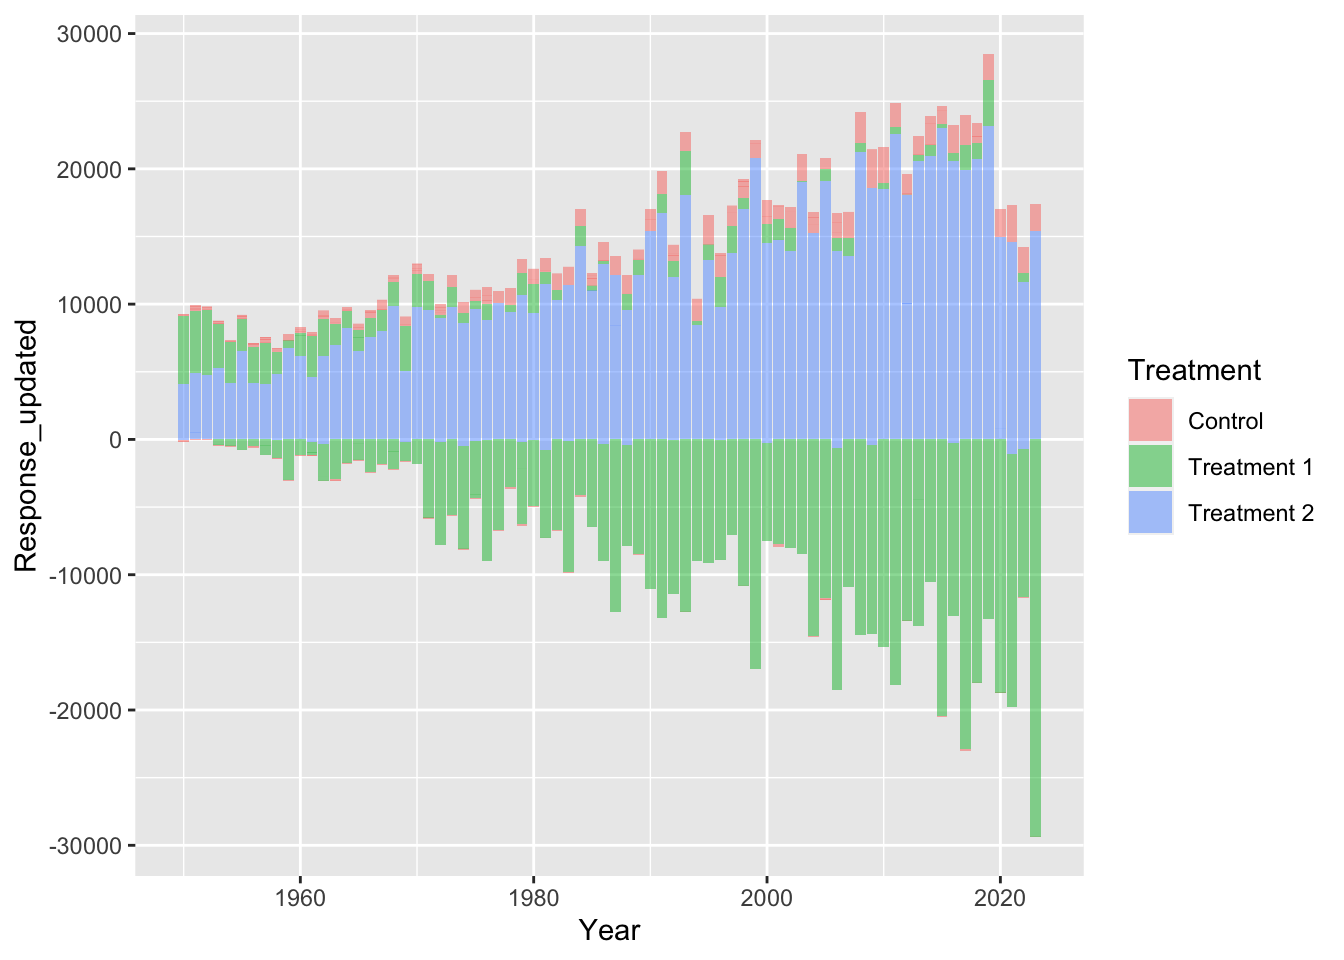 30000
20000
10000
0
-10000
-20000
-30000
Response_updated
1960
1980
2000
2020
Year
Treatment
Control
Treatment 1
Treatment 2